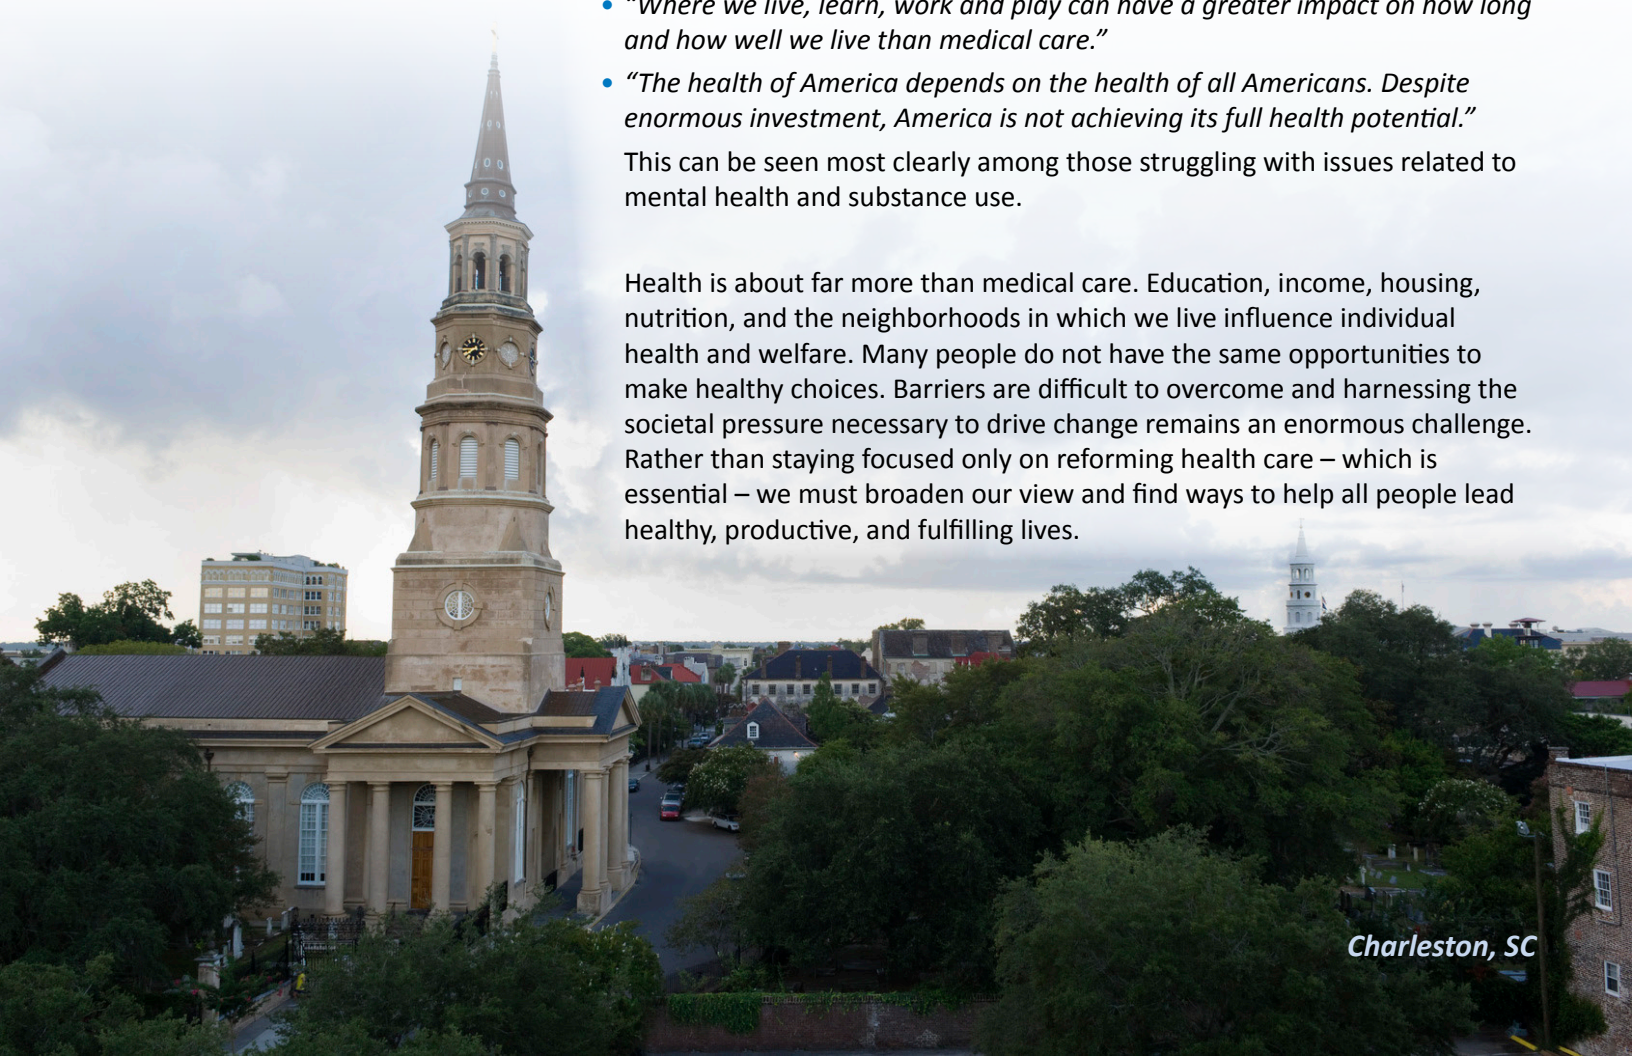 • “Where we live, learn, work and play can have a greater impact on how long
and how well we live than medical care.”
• “The health of America depends on the health of all Americans. Despite
enormous investment, America is not achieving its full health potential.”
This can be seen most clearly among those struggling with issues related to
mental health and substance use.
Health is about far more than medical care. Education, income, housing,
nutrition, and the neighborhoods in which we live influence individual
health and welfare. Many people do not have the same opportunities to
make healthy choices. Barriers are difficult to overcome and harnessing the
societal pressure necessary to drive change remains an enormous challenge.
Rather than staying focused only on reforming health care – which is
essential – we must broaden our view and find ways to help all people lead
healthy, productive, and fulfilling lives.
Charleston, SC